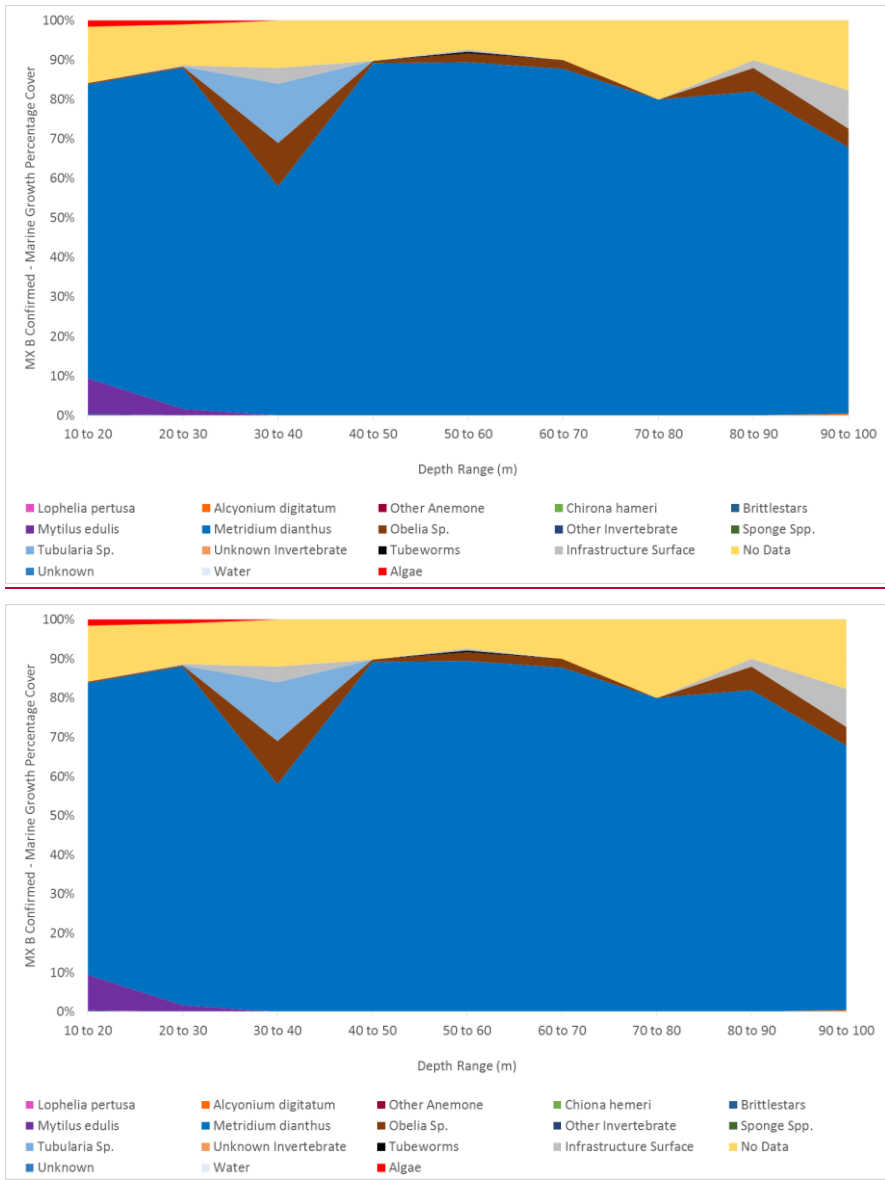 100%
90%
80%
70%
60%
50%
40%
30%
20%
10%
0%
MX B Confirmed - Marine Growth Percentage Cover
10 to 20 20 to 30 30 to 40 40 to 50 50 to 60 60 to 70 70 to 80 80 to 90 90 to 100
Depth Range (m)
Lophelia pertusa Alcyonium digitatum Other Anemone Chirona hameri Brittlestars
Mytilus edulis Metridium dianthus Obelia Sp. Other Invertebrate Sponge Spp.
Tubularia Sp. Unknown Invertebrate Tubeworms Infrastructure Surface No Data
Unknown Water Algae
100%
90%
80%
70%
60%
50%
40%
30%
20%
10%
0%
MX B Confirmed - Marine Growth Percentage Cover
10 to 20 20 to 30 30 to 40 40 to 50 50 to 60 60 to 70 70 to 80 80 to 90 90 to 100
Depth Range (m)
Lophelia pertusa Alcyonium digitatum Other Anemone Chiona hemeri Brittlestars
Mytilus edulis Metridium dianthus Obelia Sp. Other Invertebrate Sponge Spp.
Tubularia Sp. Unknown Invertebrate Tubeworms Infrastructure Surface No Data
Unknown Water Algae